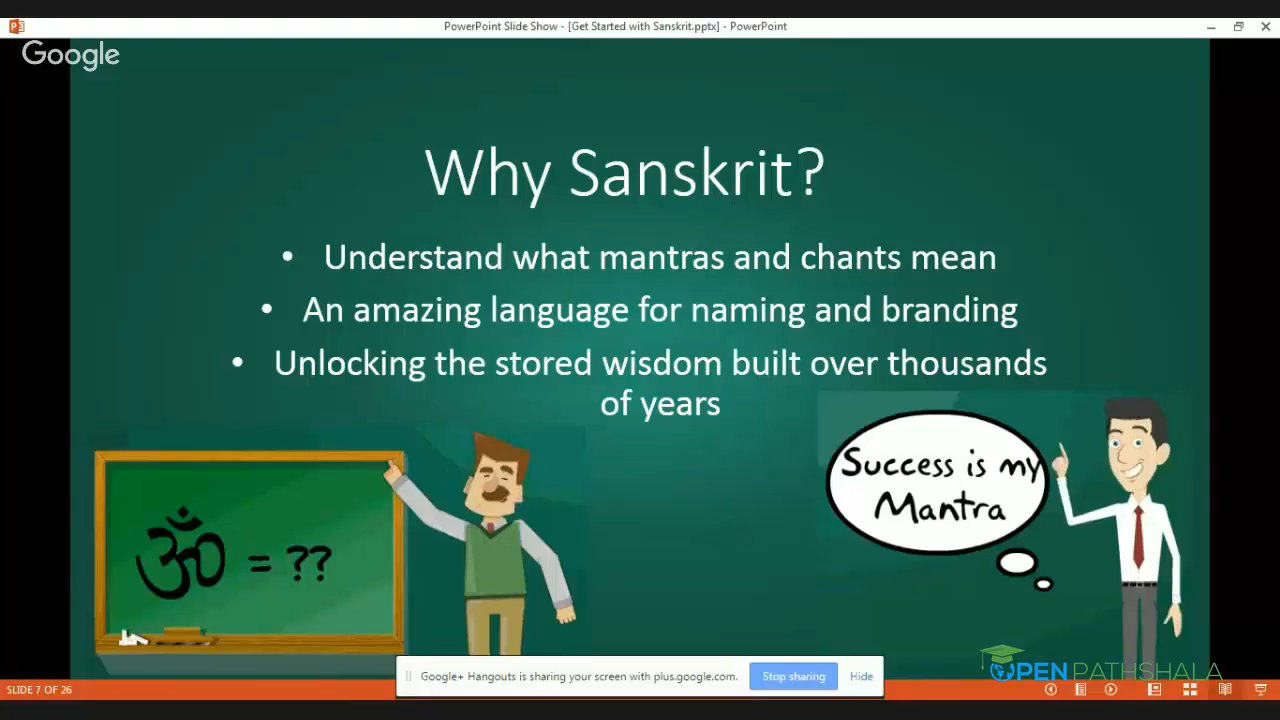 PowerPoint Slide Show - [Get Started with Sanskrit.pptx] - PowerPoint
Google
Why Sanskrit?
• Understand what mantras and chants mean
• An amazing language for naming and branding
• Unlocking the stored wisdom built over thousands
of years
Success is my
Mantra
ॐ = ??
OPEN PATHSHALA
Google+ Hangouts is sharing your screen with plus.google.com. Stop sharing Hide
SLIDE 7 OF 26